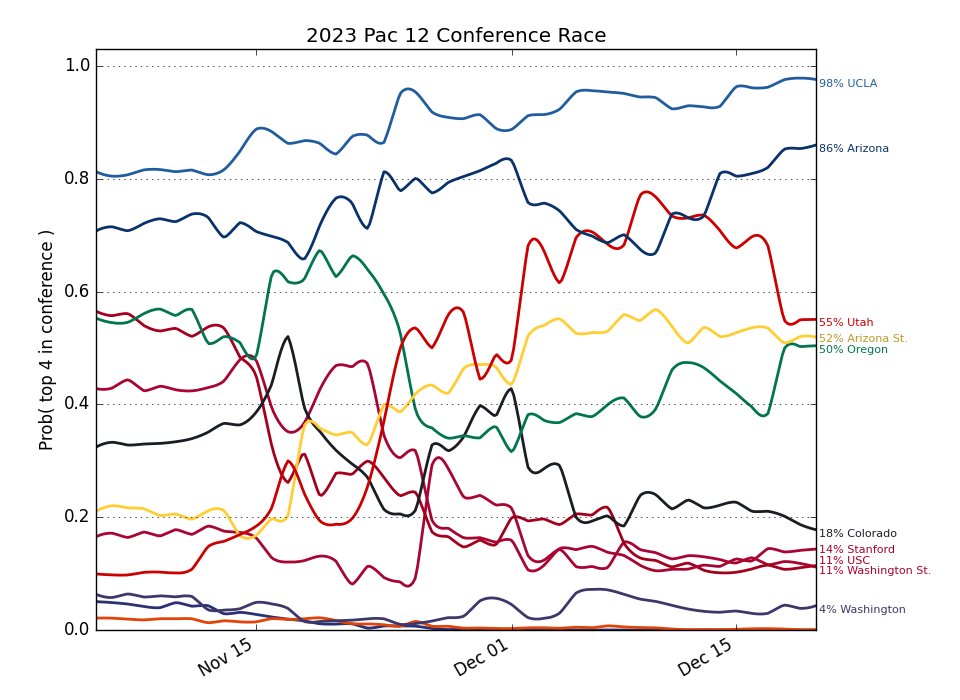 2023 Pac 12 Conference Race
Prob( top 4 in conference )
1.0
0.8
0.6
0.4
0.2
0.0
98% UCLA
86% Arizona
55% Utah
52% Arizona St.
50% Oregon
18% Colorado
14% Stanford
11% USC
11% Washington St.
4% Washington
Nov 15
Dec 01
Dec 15